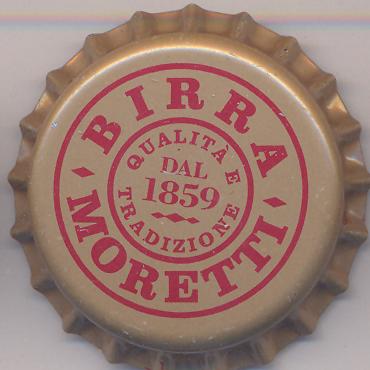 BIRRA
MORETTI
QUALITÀ E
TRADIZIONE
DAL
1859